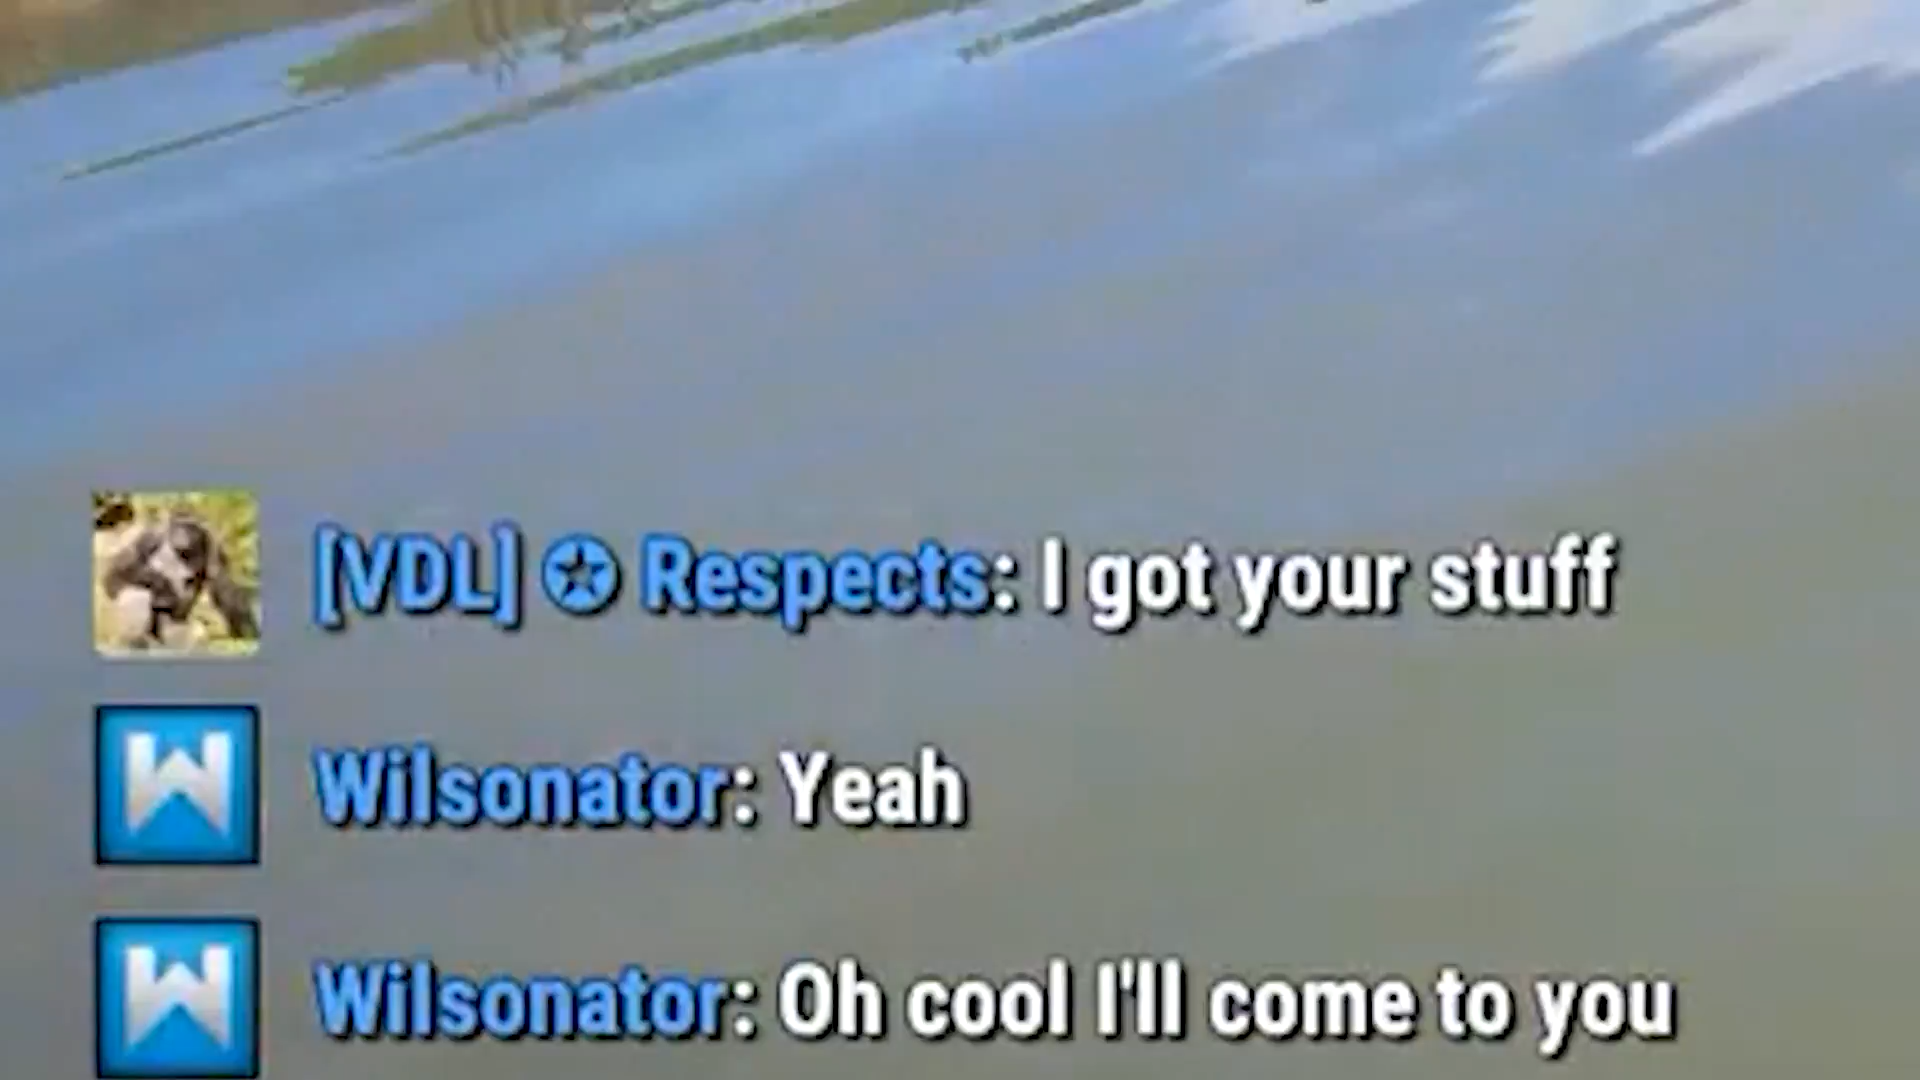 [VDL] ✪ Respects: I got your stuff
Wilsonator: Yeah
Wilsonator: Oh cool I'll come to you